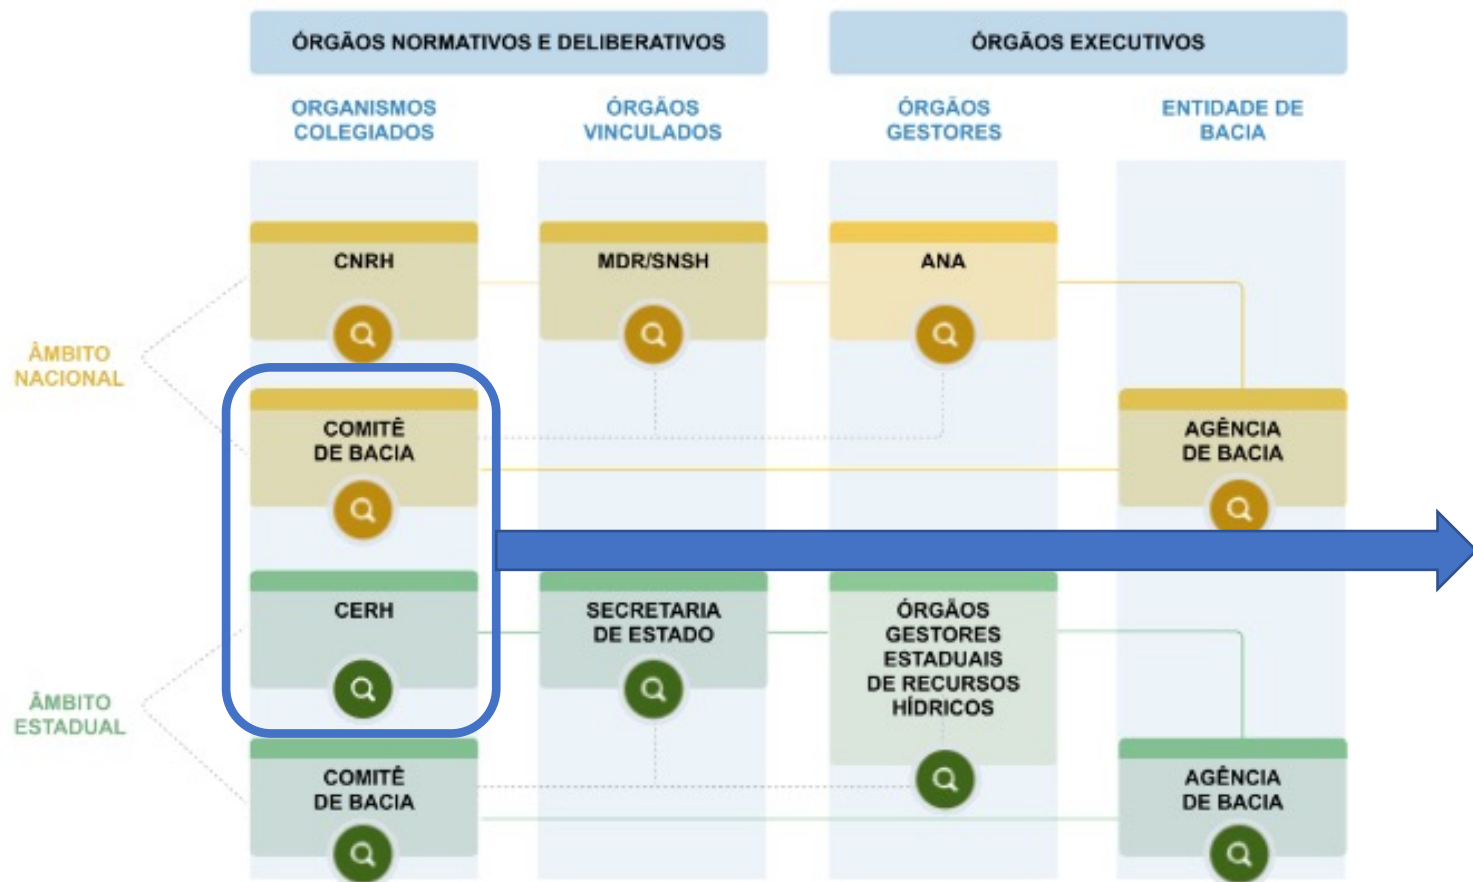 ÓRGÃOS NORMATIVOS E DELIBERATIVOS
ÓRGÃOS EXECUTIVOS
ORGANISMOS
COLEGIADOS
ÓRGÃOS
VINCULADOS
ÓRGÃOS
GESTORES
ENTIDADE DE
BACIA
ÂMBITO
NACIONAL
CNRH
MDR/SNSH
ANA
COMITÊ
DE BACIA
AGÊNCIA
DE BACIA
ÂMBITO
ESTADUAL
CERH
SECRETARIA
DE ESTADO
ÓRGÃOS
GESTORES
ESTADUAIS
DE RECURSOS
HÍDRICOS
COMITÊ
DE BACIA
AGÊNCIA
DE BACIA